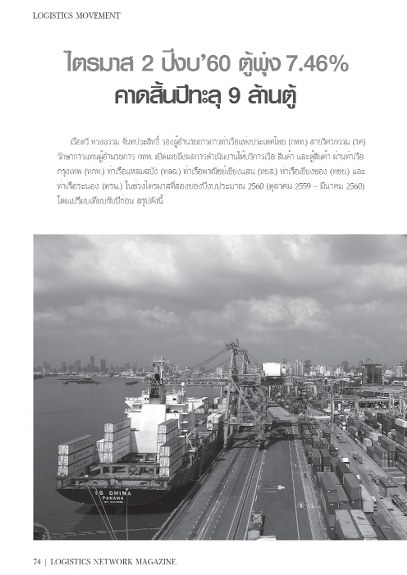 LOGISTICS MOVEMENT
ไตรมาส 2 ปีงบ’60 ตู้พุ่ง 7.46%
คาดสิ้นปีทะลุ 9 ล้านตู้
เรือตรี ทรงธรรม จันทประสิทธิ์ รองผู้อำนวยการการท่าเรือแห่งประเทศไทย (กทท.) สายวิศวกรรม (วศ)
รักษาการแทนผู้อำนวยการ กทท. เปิดเผยถึงผลการดำเนินงานให้บริการเรือ สินค้า และตู้สินค้า ผ่านท่าเรือ
กรุงเทพ (ทกท.) ท่าเรือแหลมฉบัง (ทลฉ.) ท่าเรือพาณิชย์เชียงแสน (ทชส.) ท่าเรือเชียงของ (ทชข.) และ
ท่าเรือระนอง (ทรน.) ในช่วงไตรมาสที่สองของปีงบประมาณ 2560 (ตุลาคม 2559 – มีนาคม 2560)
โดยเปรียบเทียบกับปีก่อน สรุปดังนี้
CHINA
PANAMA
74 | LOGISTICS NETWORK MAGAZINE